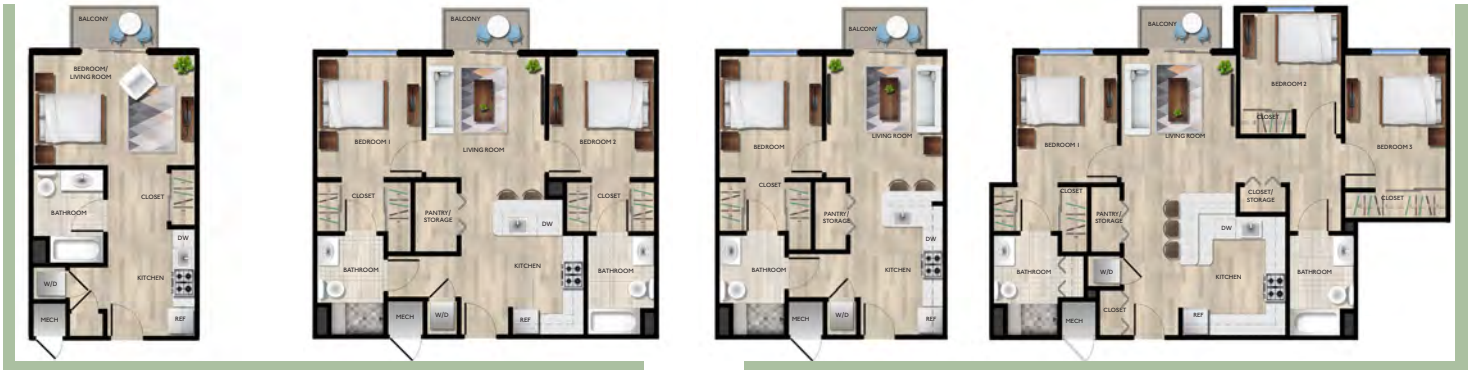 BALCONY
BEDROOM/
LIVING ROOM
CLOSET
BATHROOM
DW
KITCHEN
W/D
MECH
REF
BALCONY
BEDROOM 1
LIVING ROOM
BEDROOM 2
CLOSET
CLOSET
PANTRY/
STORAGE
DW
BATHROOM
KITCHEN
BATHROOM
MECH
W/D
REF
BALCONY
BEDROOM
LIVING ROOM
CLOSET
PANTRY/
STORAGE
DW
BATHROOM
KITCHEN
MECH
W/D
REF
BALCONY
BEDROOM 2
CLOSET
LIVING ROOM
BEDROOM 1
BEDROOM 3
CLOSET
CLOSET/
STORAGE
CLOSET
PANTRY/
STORAGE
DW
BATHROOM
W/D
KITCHEN
BATHROOM
CLOSET
REF
MECH